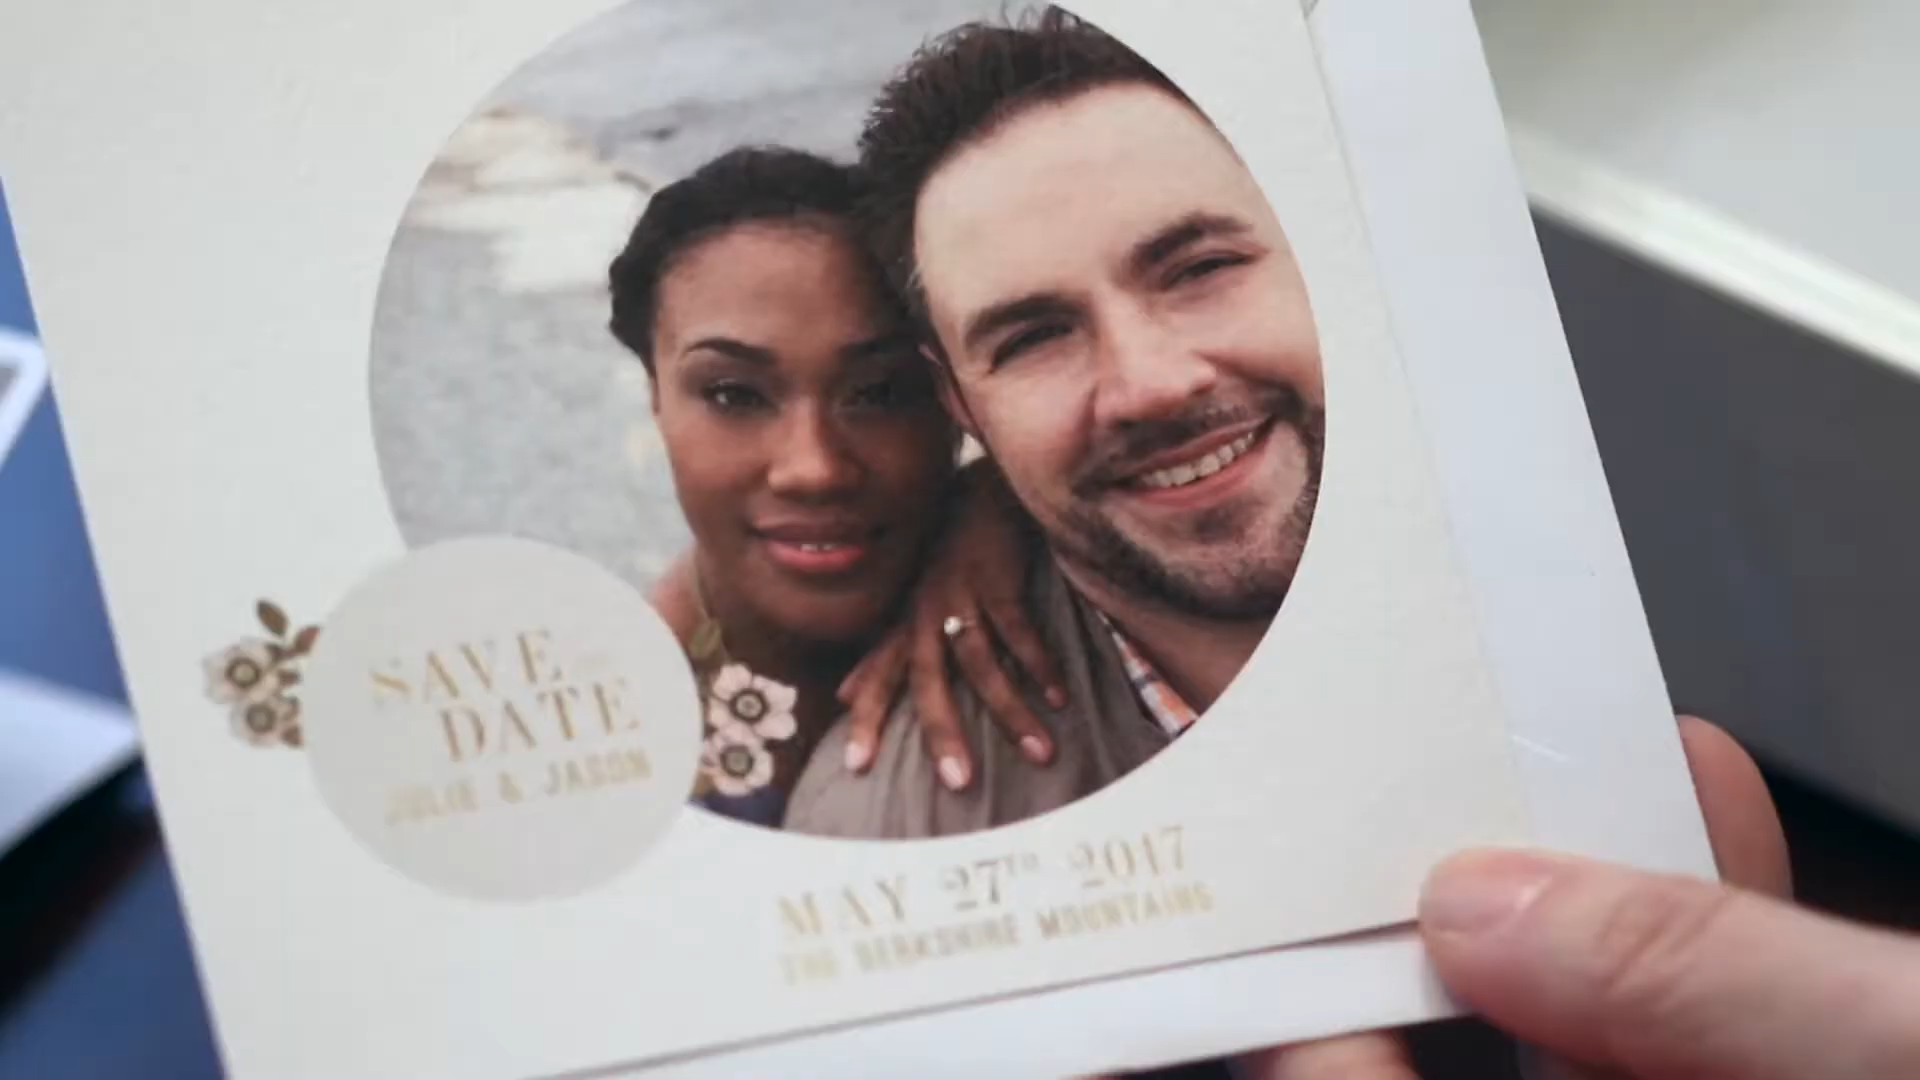 SAVE THE
DATE
JULIE & JASON
MAY 27TH 2017
THE BERKSHIRE MOUNTAINS